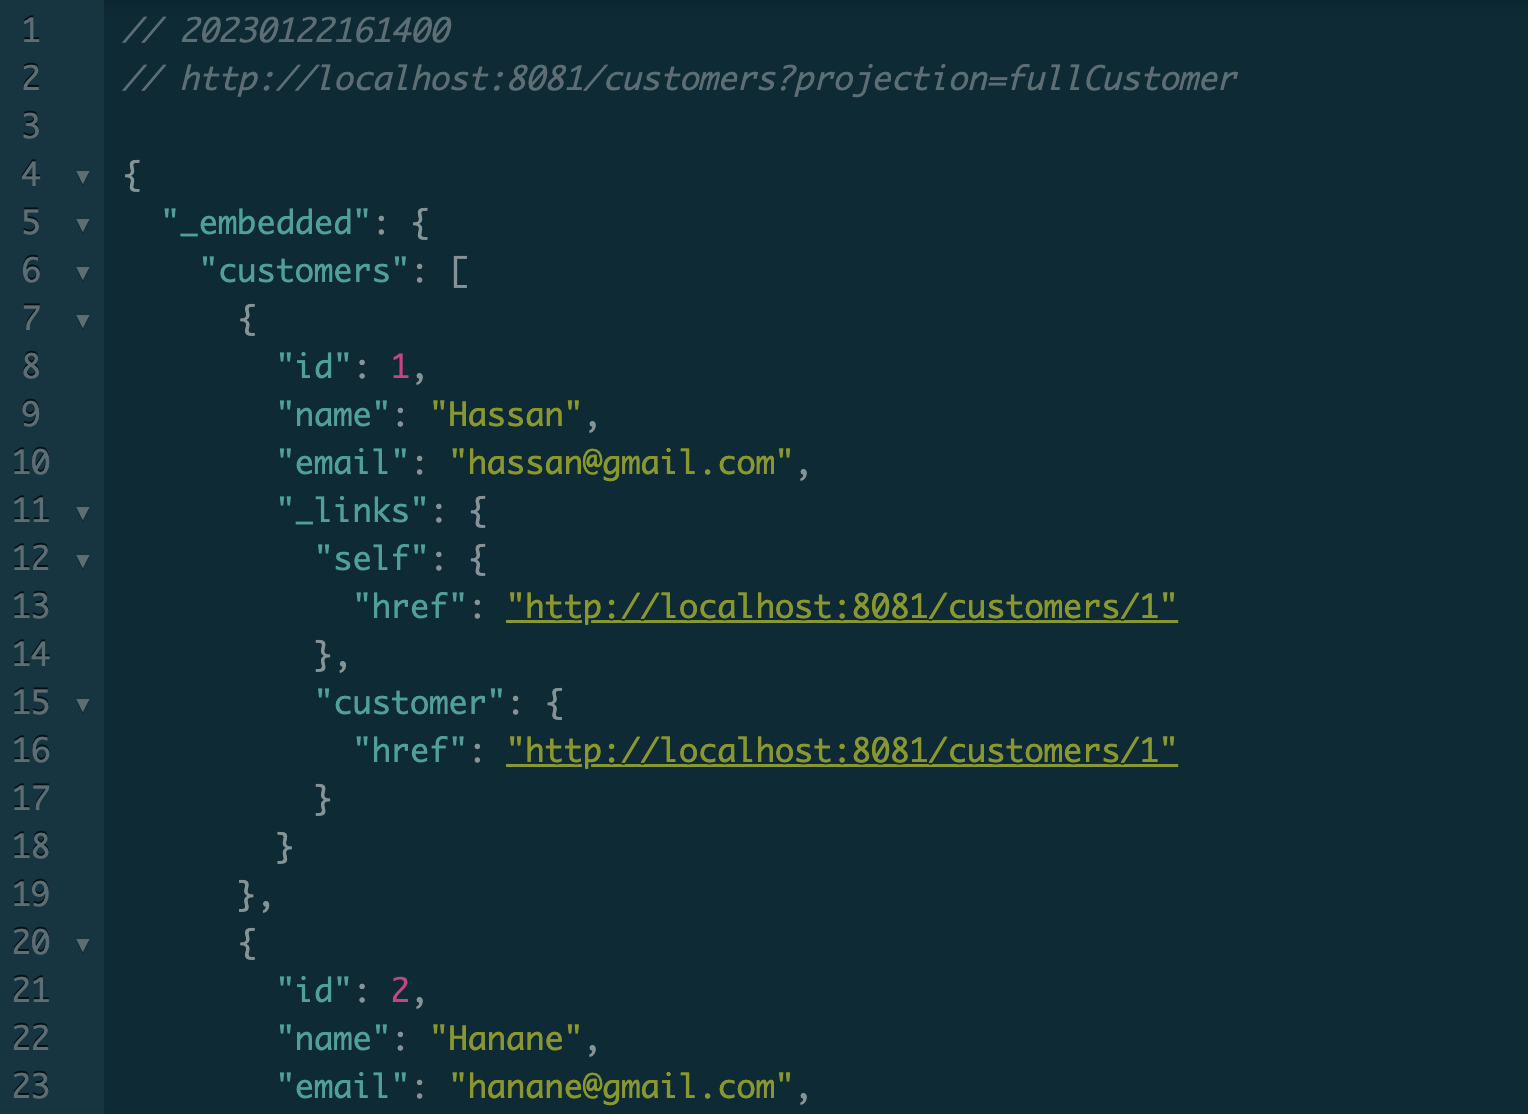 1 // 20230122161400
2 // http://localhost:8081/customers?projection=fullCustomer
3
4 {
5 "_embedded": {
6 "customers": [
7 {
8 "id": 1,
9 "name": "Hassan",
10 "email": "hassan@gmail.com",
11 "_links": {
12 "self": {
13 "href": "http://localhost:8081/customers/1"
14 },
15 "customer": {
16 "href": "http://localhost:8081/customers/1"
17 }
18 }
19 },
20 {
21 "id": 2,
22 "name": "Hanane",
23 "email": "hanane@gmail.com",